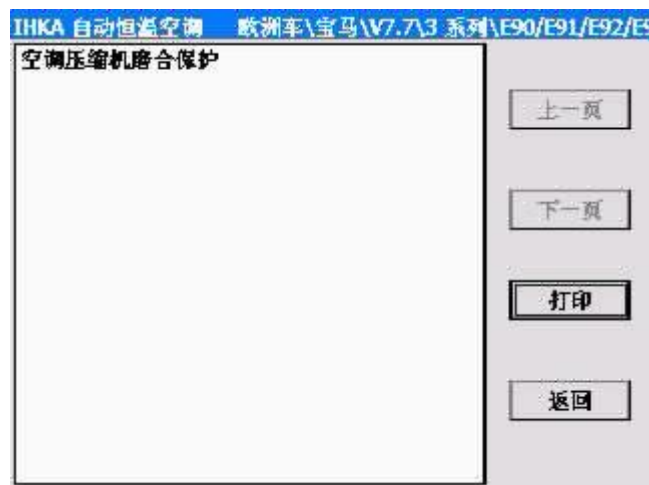 IHKA 自动恒温空调 欧洲车\宝马\V7.7\3 系列\E90/E91/E92/E9
空调压缩机磨合保护
上一页
下一页
打印
返回